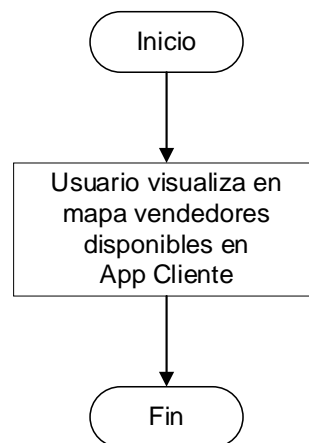 Inicio
Usuario visualiza en
mapa vendedores
disponibles en
App Cliente
Fin